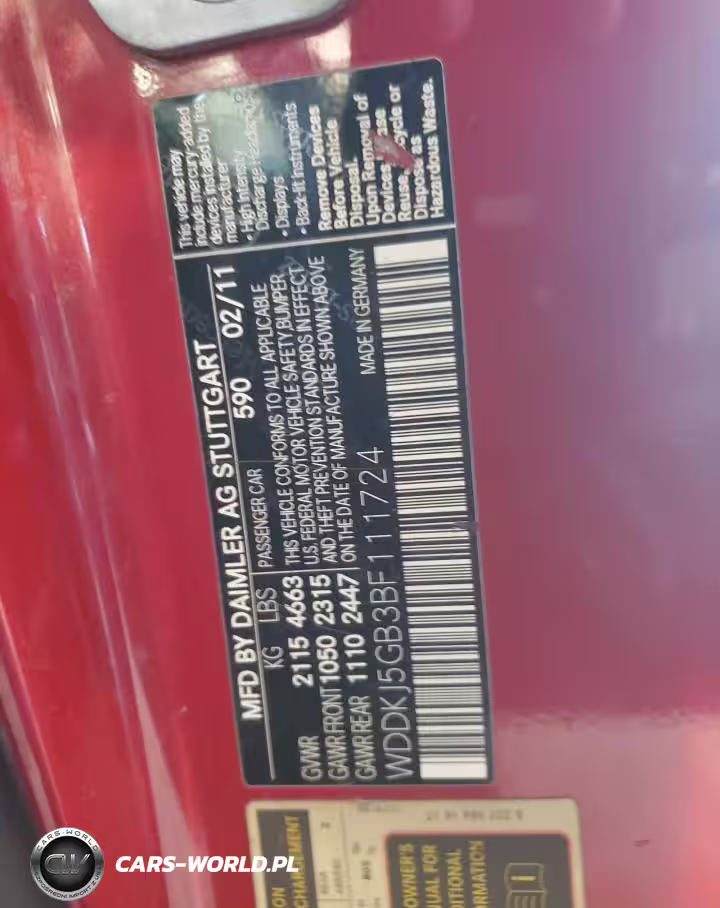 MFD BY DAIMLER AG STUTTGART
KG LBS PASSENGER CAR 590 02/11
GVWR 2115 4663 THIS VEHICLE CONFORMS TO ALL APPLICABLE
U.S. FEDERAL MOTOR VEHICLE SAFETY, BUMPER,
GAWR FRONT 1050 2315 AND THEFT PREVENTION STANDARDS IN EFFECT
GAWR REAR 1110 2447 ON THE DATE OF MANUFACTURE SHOWN ABOVE
WDDKJ5GB3BF111724 MADE IN GERMANY
This vehicle may
include mercury-added
devices installed by the
manufacturer
• High Intensity
Discharge
• Displays
• Back-lit Instruments
Remove Devices
Before Vehicle
Disposal.
Upon Removal of
Devices
Reuse, or
Dispose as
Hazardous Waste.
OWNER'S
FOR
CARS-WORLD
CW
CARS-WORLD.PL